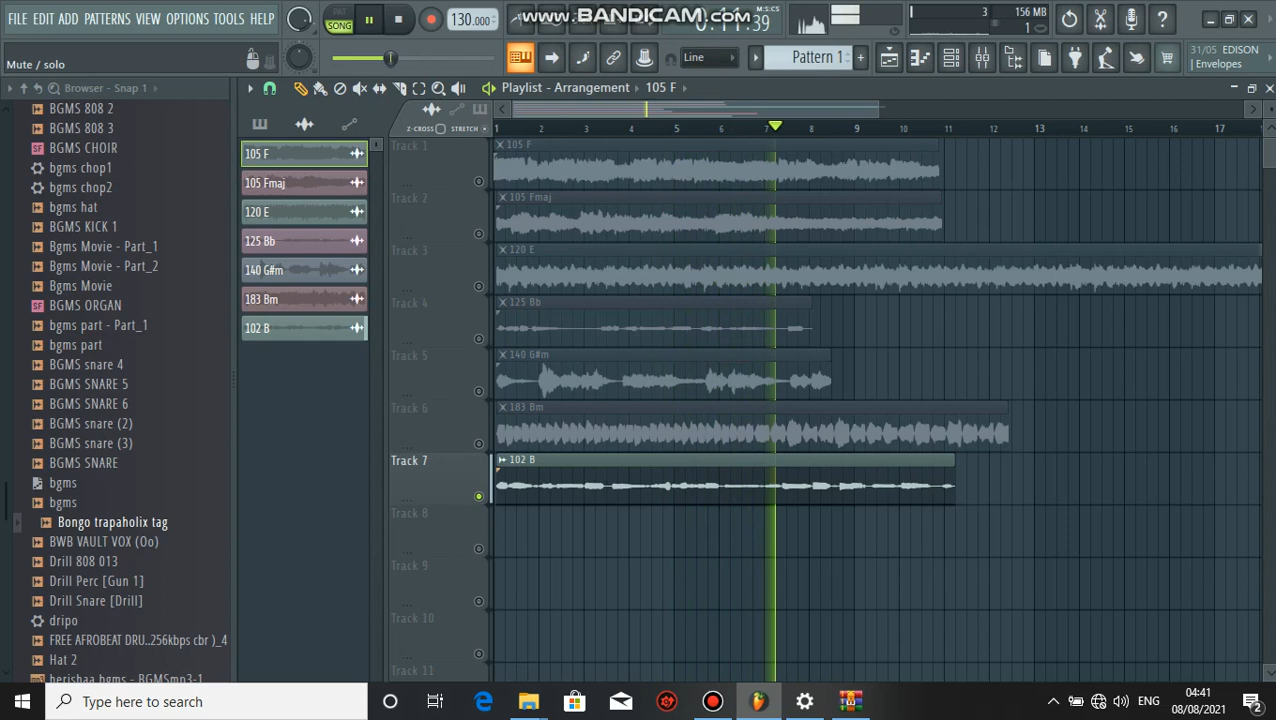 FILE EDIT ADD PATTERNS VIEW OPTIONS TOOLS HELP
PAT
SONG
130.000
www.BANDICAM.com
0:11:39
M:S:CS
3
156 MB
1
Mute / solo
Line
Pattern 1
31/05 EDISON
| Envelopes
Browser - Snap 1
Playlist - Arrangement
105 F
BGMS 808 2
BGMS 808 3
BGMS CHOIR
bgms chop1
bgms chop2
bgms hat
BGMS KICK 1
Bgms Movie - Part_1
Bgms Movie - Part_2
Bgms Movie
BGMS ORGAN
bgms part - Part_1
bgms part
BGMS snare 4
BGMS SNARE 5
BGMS SNARE 6
BGMS snare (2)
BGMS snare (3)
BGMS SNARE
bgms
bgms
Bongo trapaholix tag
BWB VAULT VOX (Oo)
Drill 808 013
Drill Perc [Gun 1]
Drill Snare [Drill]
dripo
FREE AFROBEAT DRU..256kbps cbr )_4
Hat 2
berishaa bgms - BGMSmp3-1
105 F
105 Fmaj
120 E
125 Bb
140 G#m
183 Bm
102 B
Z-CROSS STRETCH
1 2 3 4 5 6 7 8 9 10 11 12 13 14 15 16 17
Track 1
105 F
Track 2
105 Fmaj
Track 3
120 E
Track 4
125 Bb
Track 5
140 G#m
Track 6
183 Bm
Track 7
102 B
Track 8
Track 9
Track 10
Track 11
Type here to search
ENG
04:41
08/08/2021
2